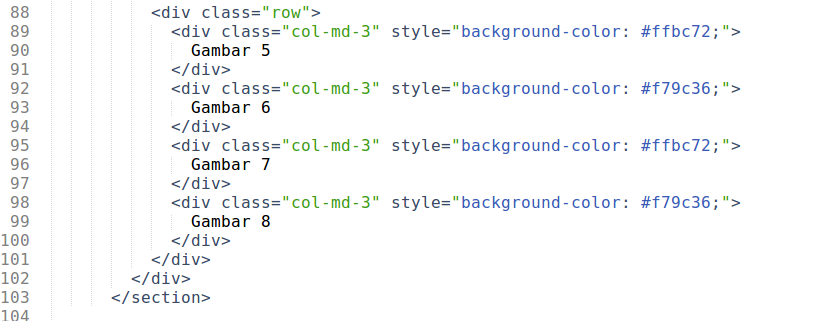 88 <div class="row">
89 <div class="col-md-3" style="background-color: #ffbc72;">
90 Gambar 5
91 </div>
92 <div class="col-md-3" style="background-color: #f79c36;">
93 Gambar 6
94 </div>
95 <div class="col-md-3" style="background-color: #ffbc72;">
96 Gambar 7
97 </div>
98 <div class="col-md-3" style="background-color: #f79c36;">
99 Gambar 8
100 </div>
101 </div>
102 </div>
103 </section>
104